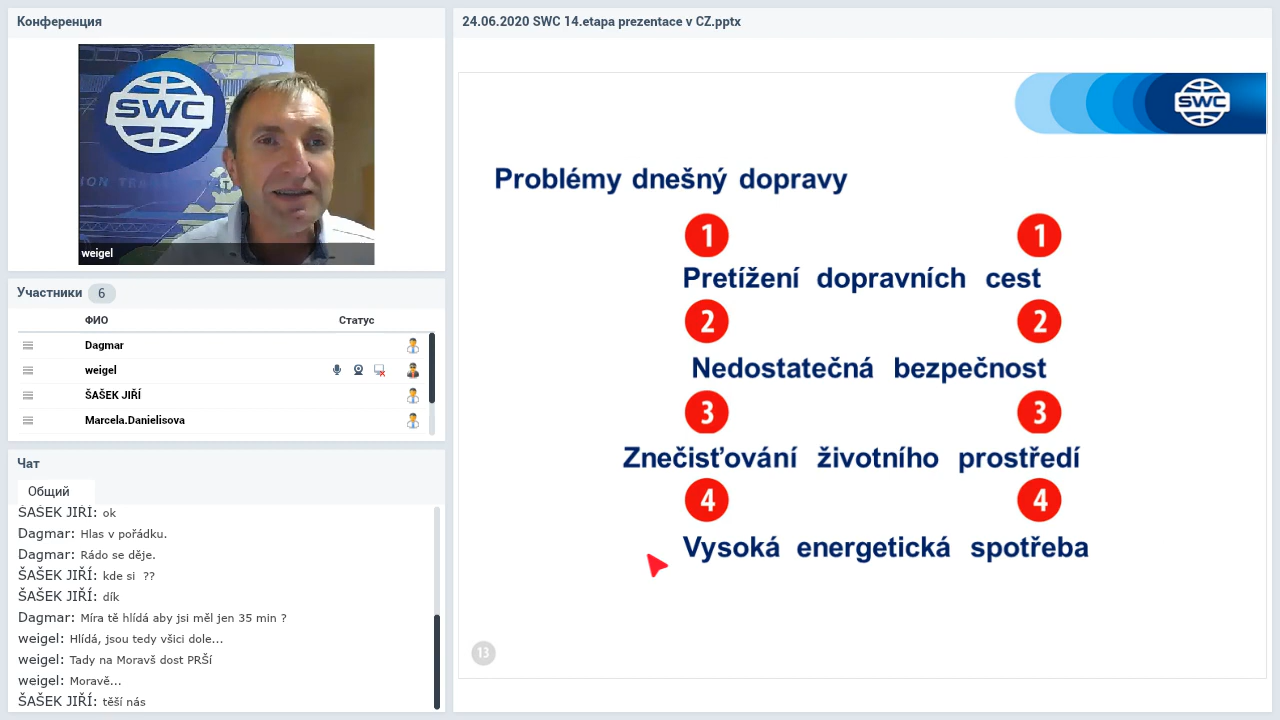 Конференция
SWC
ION TRAN
weigel
Участники 6
ФИО Статус
Dagmar
weigel
ŠAŠEK JIŘÍ
Marcela.Danielisova
Чат
Общий
ŠAŠEK JIŘÍ: ok
Dagmar: Hlas v pořádku.
Dagmar: Rádo se děje.
ŠAŠEK JIŘÍ: kde si ??
ŠAŠEK JIŘÍ: dík
Dagmar: Míra tě hlídá aby jsi měl jen 35 min ?
weigel: Hlídá, jsou tedy všici dole...
weigel: Tady na Moravš dost PRŠí
weigel: Moravě...
ŠAŠEK JIŘÍ: těší nás
24.06.2020 SWC 14.etapa prezentace v CZ.pptx
SWC
Problémy dnešný dopravy
1 1
Pretížení dopravních cest
2 2
Nedostatečná bezpečnost
3 3
Znečisťování životního prostředí
4 4
Vysoká energetická spotřeba
13